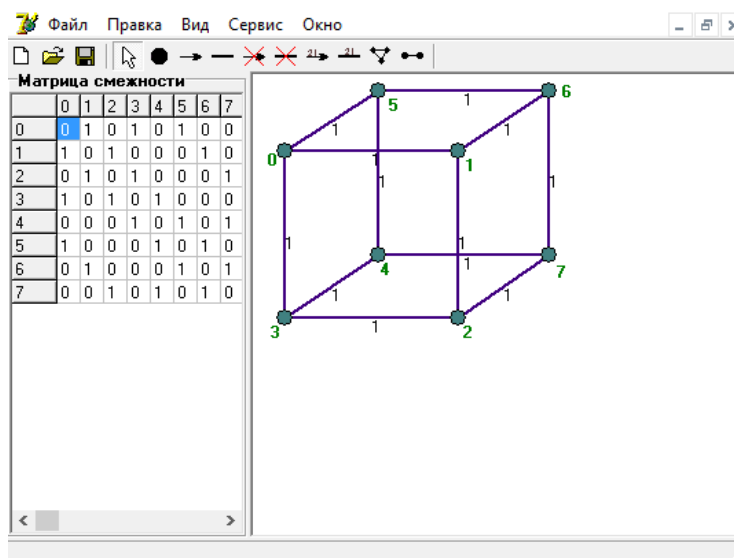 Файл Правка Вид Сервис Окно
Матрица смежности
0 1 2 3 4 5 6 7
0 0 1 0 1 0 1 0 0
1 1 0 1 0 0 0 1 0
2 0 1 0 1 0 0 0 1
3 1 0 1 0 1 0 0 0
4 0 0 0 1 0 1 0 1
5 1 0 0 0 1 0 1 0
6 0 1 0 0 0 1 0 1
7 0 0 1 0 1 0 1 0
21 21
1 6
5
1 1
0 1 1
1 1
1 1
4 1 7
1 1
3 1 2